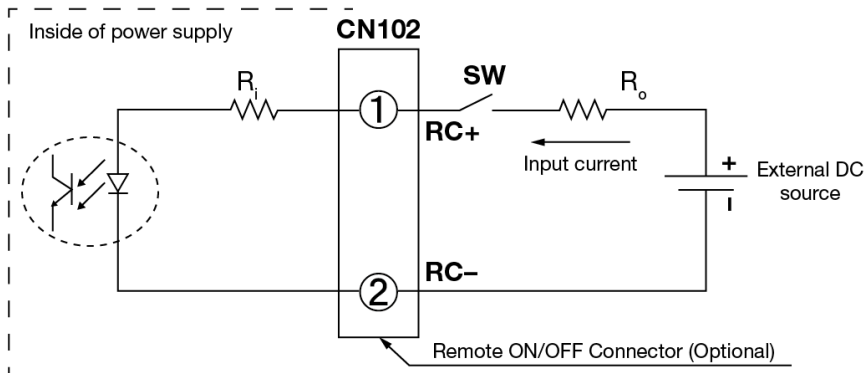 Inside of power supply
CN102
Ri
1
SW
Ro
RC+
Input current
+
External DC
source
2
RC−
Remote ON/OFF Connector (Optional)